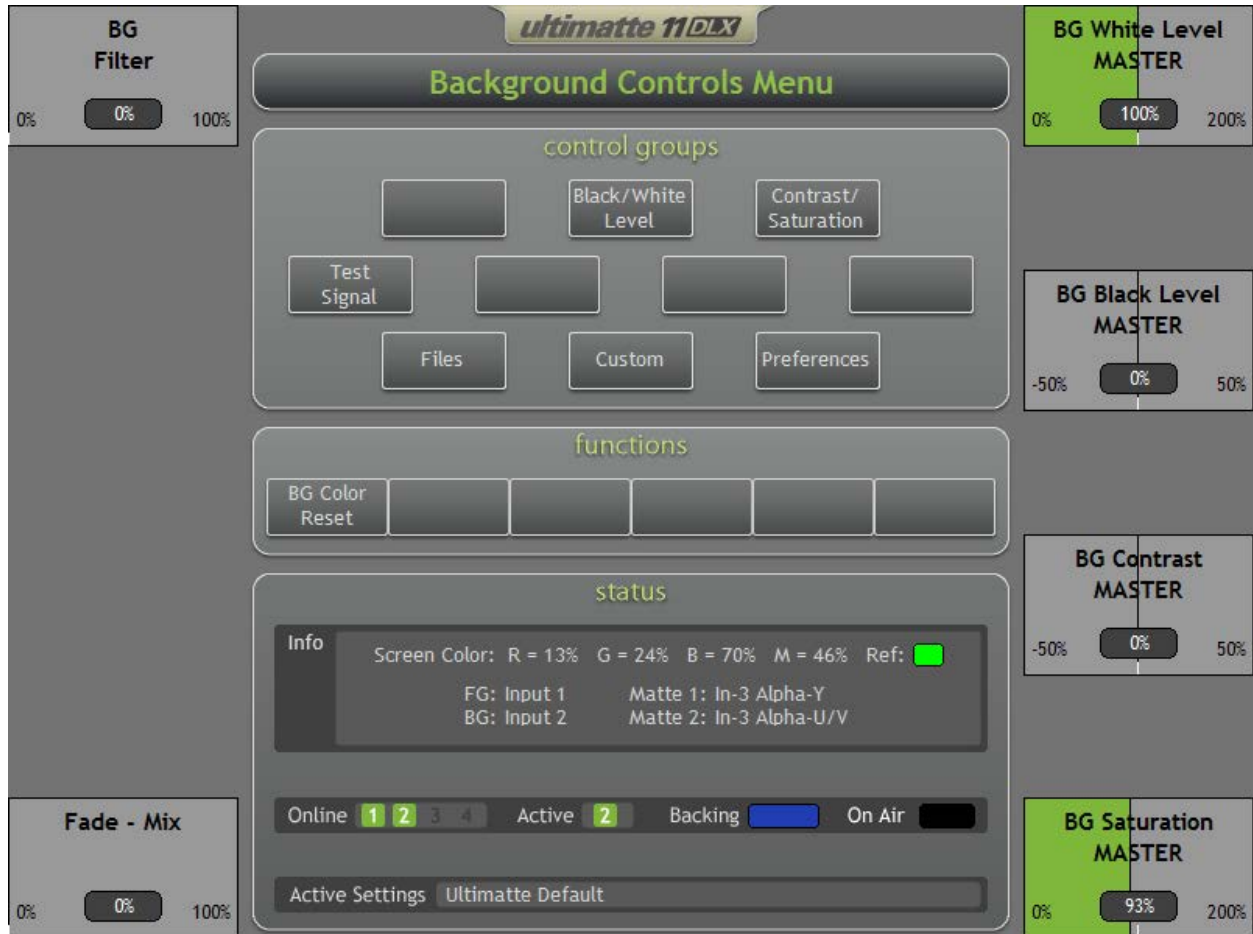 ultimatte 11 DLX
Background Controls Menu
BG
Filter
0%
0%
100%
BG White Level
MASTER
0%
100%
200%
control groups
Black/White
Level
Contrast/
Saturation
Test
Signal
Files
Custom
Preferences
BG Black Level
MASTER
-50%
0%
50%
functions
BG Color
Reset
BG Contrast
MASTER
-50%
0%
50%
status
Info
Screen Color: R = 13% G = 24% B = 70% M = 46% Ref:
FG: Input 1 Matte 1: In-3 Alpha-Y
BG: Input 2 Matte 2: In-3 Alpha-U/V
Online 1 2 3 4 Active 2 Backing On Air
Active Settings Ultimatte Default
Fade - Mix
0%
0%
100%
BG Saturation
MASTER
0%
93%
200%